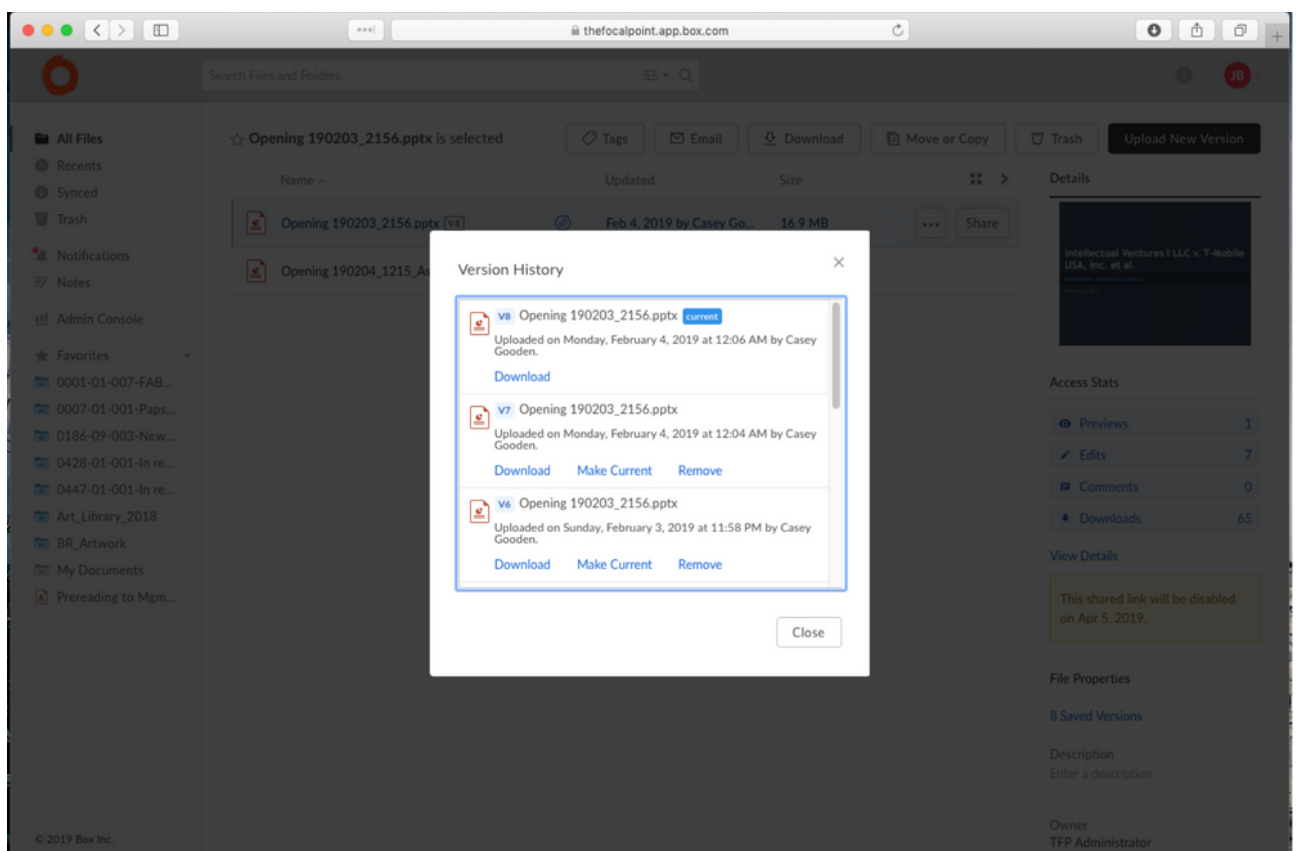 thefocalpoint.app.box.com
Search Files and Folders
JB
All Files
Recents
Synced
Trash
Notifications
Notes
Admin Console
Favorites
0001-01-007-FAB...
0007-01-001-Paps...
0186-09-003-New...
0428-01-001-In re...
0447-01-001-In re...
Art_Library_2018
BR_Artwork
My Documents
Prereading to Mgm...
© 2019 Box Inc.
Opening 190203_2156.pptx is selected
Tags Email Download Move or Copy Trash Upload New Version
Name Updated Size
Opening 190203_2156.pptx V8 Feb 4, 2019 by Casey Go... 16.9 MB ... Share
Opening 190204_1215_As
Version History
V8 Opening 190203_2156.pptx current
Uploaded on Monday, February 4, 2019 at 12:06 AM by Casey
Gooden.
Download
V7 Opening 190203_2156.pptx
Uploaded on Monday, February 4, 2019 at 12:04 AM by Casey
Gooden.
Download Make Current Remove
V6 Opening 190203_2156.pptx
Uploaded on Sunday, February 3, 2019 at 11:58 PM by Casey
Gooden.
Download Make Current Remove
Close
Details
Intellectual Ventures I LLC v. T-Mobile
USA, Inc. et al.
Access Stats
Previews 1
Edits 7
Comments 0
Downloads 65
View Details
This shared link will be disabled
on Apr 5, 2019.
File Properties
8 Saved Versions
Description
Enter a description
Owner
TFP Administrator